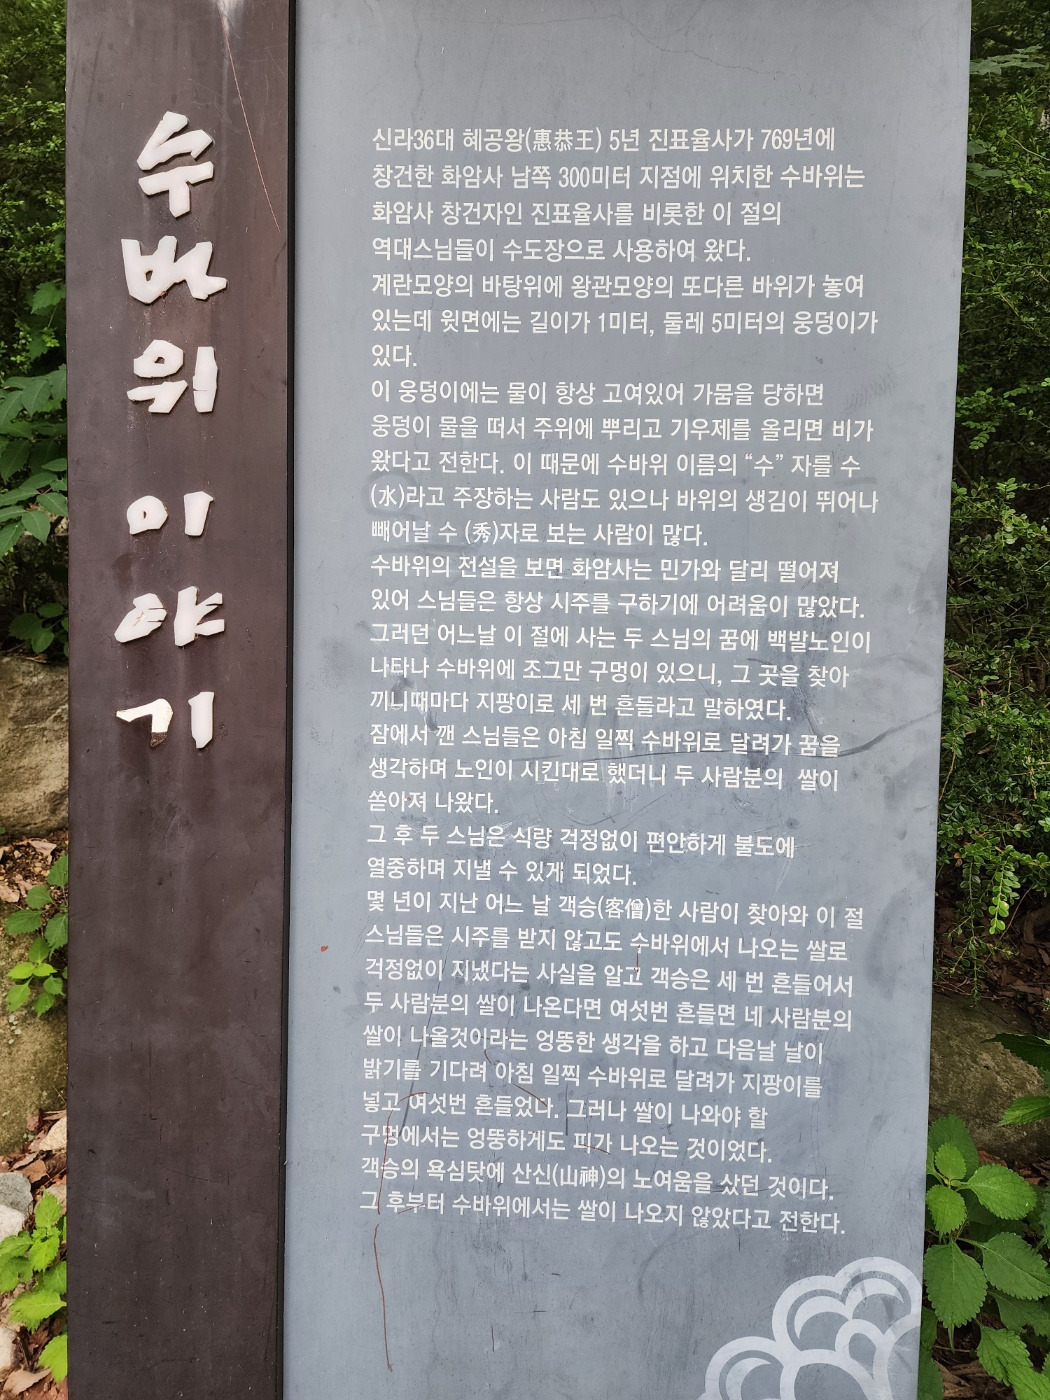 수바위 이야기
신라36대 혜공왕(惠恭王) 5년 진표율사가 769년에
창건한 화암사 남쪽 300미터 지점에 위치한 수바위는
화암사 창건자인 진표율사를 비롯한 이 절의
역대스님들이 수도장으로 사용하여 왔다.
계란모양의 바탕위에 왕관모양의 또다른 바위가 놓여
있는데 윗면에는 길이가 1미터, 둘레 5미터의 웅덩이가
있다.
이 웅덩이에는 물이 항상 고여있어 가뭄을 당하면
웅덩이 물을 떠서 주위에 뿌리고 기우제를 올리면 비가
왔다고 전한다. 이 때문에 수바위 이름의 “수” 자를 수
(水)라고 주장하는 사람도 있으나 바위의 생김이 뛰어나
빼어날 수 (秀)자로 보는 사람이 많다.
수바위의 전설을 보면 화암사는 민가와 달리 떨어져
있어 스님들은 항상 시주를 구하기에 어려움이 많았다.
그러던 어느날 이 절에 사는 두 스님의 꿈에 백발노인이
나타나 수바위에 조그만 구멍이 있으니, 그 곳을 찾아
끼니때마다 지팡이로 세 번 흔들라고 말하였다.
잠에서 깬 스님들은 아침 일찍 수바위로 달려가 꿈을
생각하며 노인이 시킨대로 했더니 두 사람분의 쌀이
쏟아져 나왔다.
그 후 두 스님은 식량 걱정없이 편안하게 불도에
열중하며 지낼 수 있게 되었다.
몇 년이 지난 어느 날 객승(客僧)한 사람이 찾아와 이 절
스님들은 시주를 받지 않고도 수바위에서 나오는 쌀로
걱정없이 지냈다는 사실을 알고 객승은 세 번 흔들어서
두 사람분의 쌀이 나온다면 여섯번 흔들면 네 사람분의
쌀이 나올것이라는 엉뚱한 생각을 하고 다음날 날이
밝기를 기다려 아침 일찍 수바위로 달려가 지팡이를
넣고 여섯번 흔들었다. 그러나 쌀이 나와야 할
구멍에서는 엉뚱하게도 피가 나오는 것이었다.
객승의 욕심탓에 산신(山神)의 노여움을 샀던 것이다.
그 후부터 수바위에서는 쌀이 나오지 않았다고 전한다.